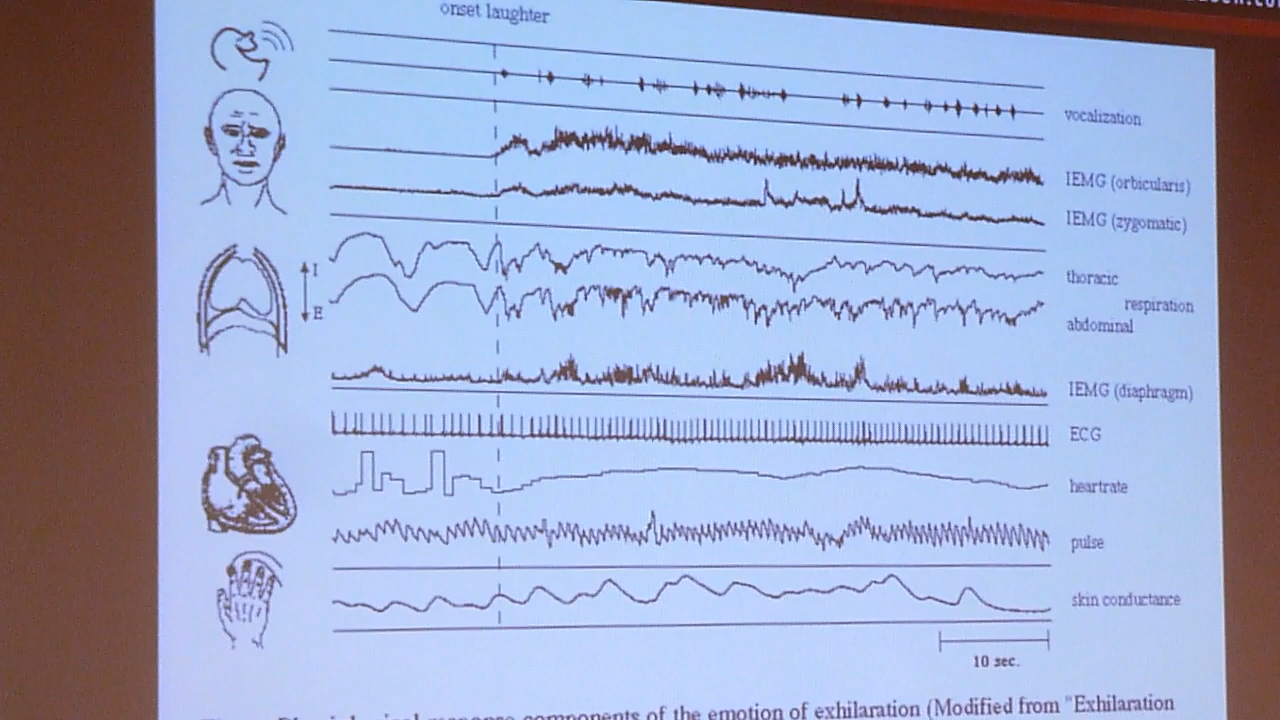 onset laughter
vocalization
IEMG (orbicularis)
IEMG (zygomatic)
I
thoracic
respiration
E
abdominal
IEMG (diaphragm)
ECG
heartrate
pulse
skin conductance
10 sec.
components of the emotion of exhilaration (Modified from "Exhilaration